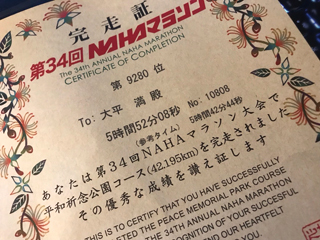 完走証
第34回 NAHAマラソン
The 34th ANNUAL NAHA MARATHON
CERTIFICATE OF COMPLETION
第 9280 位
To: 大平 満 殿
No: 10808
5時間52分08秒
(参考タイム) 5時間42分44秒
あなたは第34回NAHAマラソン大会で
平和祈念公園コース(42.195km)を完走されました
その優秀な成績を讃え証します
THIS IS TO CERTIFY THAT YOU HAVE SUCCESSFULLY
THE PEACE MEMORIAL PARK COURSE
THE 34TH ANNUAL NAHA MARATHON
RECOGNITION OF YOUR SUCCESSFUL
AND OUR HEARTFELT